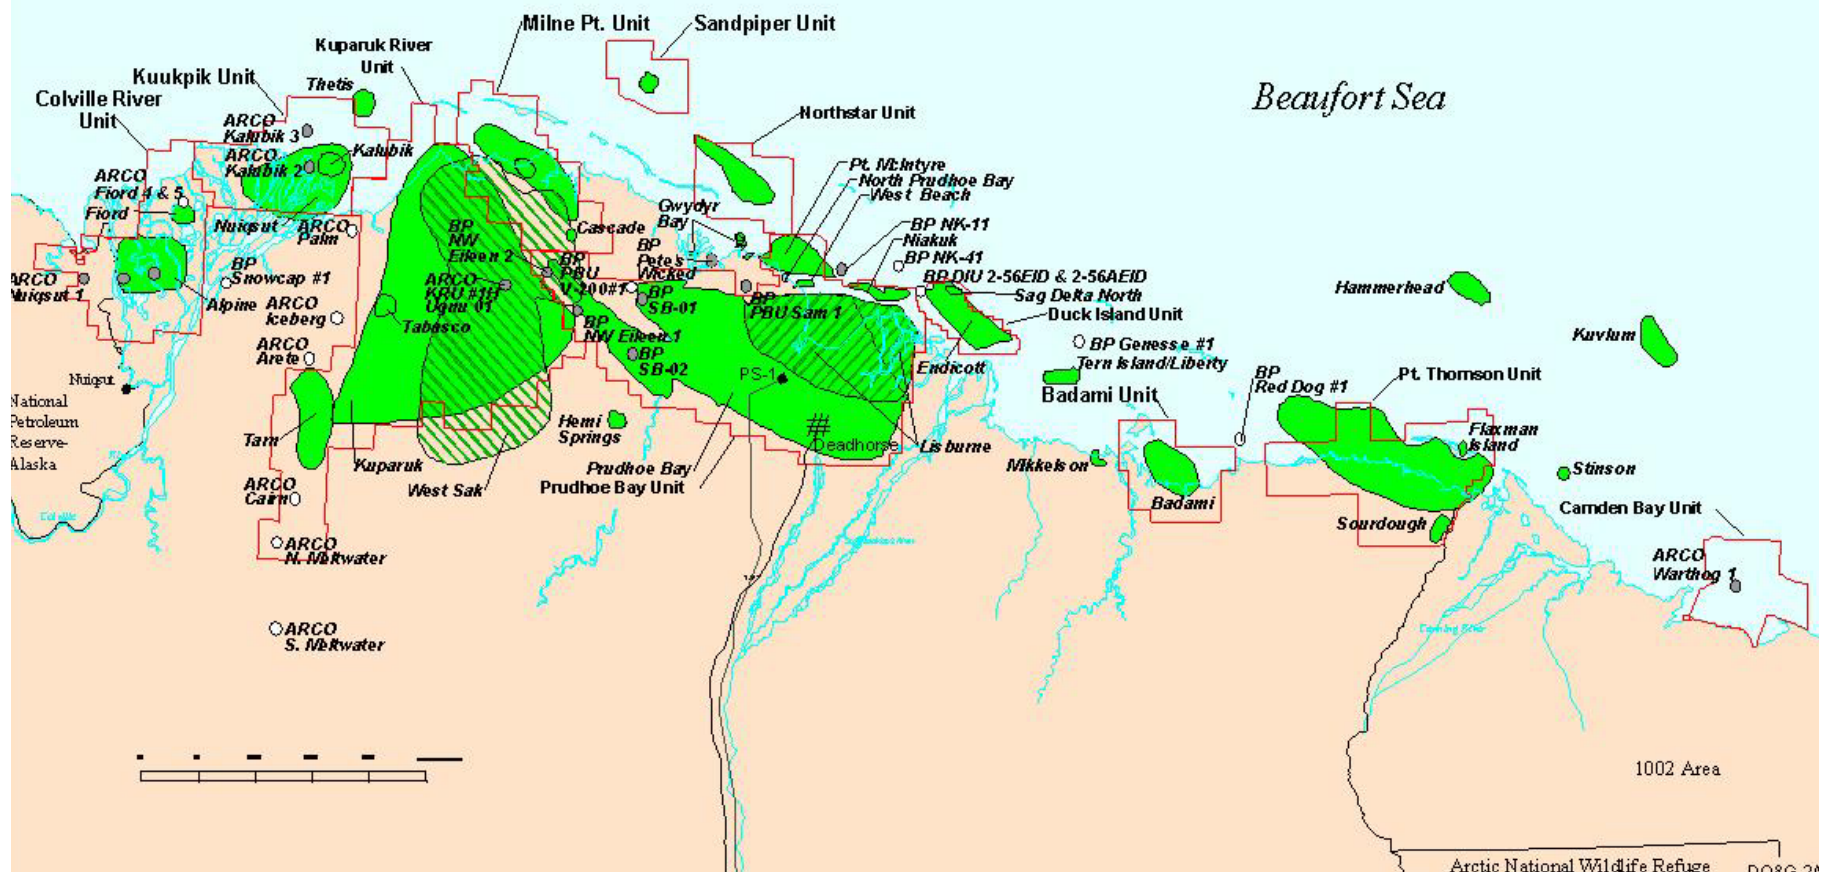 Milne Pt. Unit
Sandpiper Unit
Kuparuk River
Unit
Kuukpik Unit
Thetis
Colville River
Unit
Beaufort Sea
ARCO
Kalubik 3
Northstar Unit
ARCO
Kalubik 2
Kalubik
Pt. McIntyre
North Prudhoe Bay
West Beach
ARCO
Fiord 4 & 5
Fiord
Gwydyr
Bay
BP NK-11
Niakuk
BP NK-41
Nuiqsut
ARCO
Palm
BP
NW
Eileen 2
Cascade
BP
Pete's
Wicked
BP DIU 2-56EID & 2-56AEID
Sag Delta North
Duck Island Unit
ARCO
Nuiqsut 1
BP
Snowcap #1
Alpine
ARCO
KRU #1H
Ugnu 01
BP
PBU
V-200#1
BP
SB-01
BP
PBU Sam 1
Hammerhead
ARCO
Iceberg
Tabasco
BP
NW Eileen 1
Kuvlum
ARCO
Arete
BP
SB-02
BP Genesse #1
Tern Island/Liberty
Endicott
Nuiqsut
PS-1
BP
Red Dog #1
Pt. Thomson Unit
National
Petroleum
Reserve-
Alaska
Badami Unit
Tarn
Hemi
Springs
Deadhorse
Lisburne
Flaxman
Island
Kuparuk
Prudhoe Bay
Mikkelson
Stinson
ARCO
Cairn
West Sak
Prudhoe Bay Unit
Badami
Camden Bay Unit
Sourdough
ARCO
N. Meltwater
ARCO
Warthog 1
ARCO
S. Meltwater
Canning River
1002 Area
Arctic National Wildlife Refuge